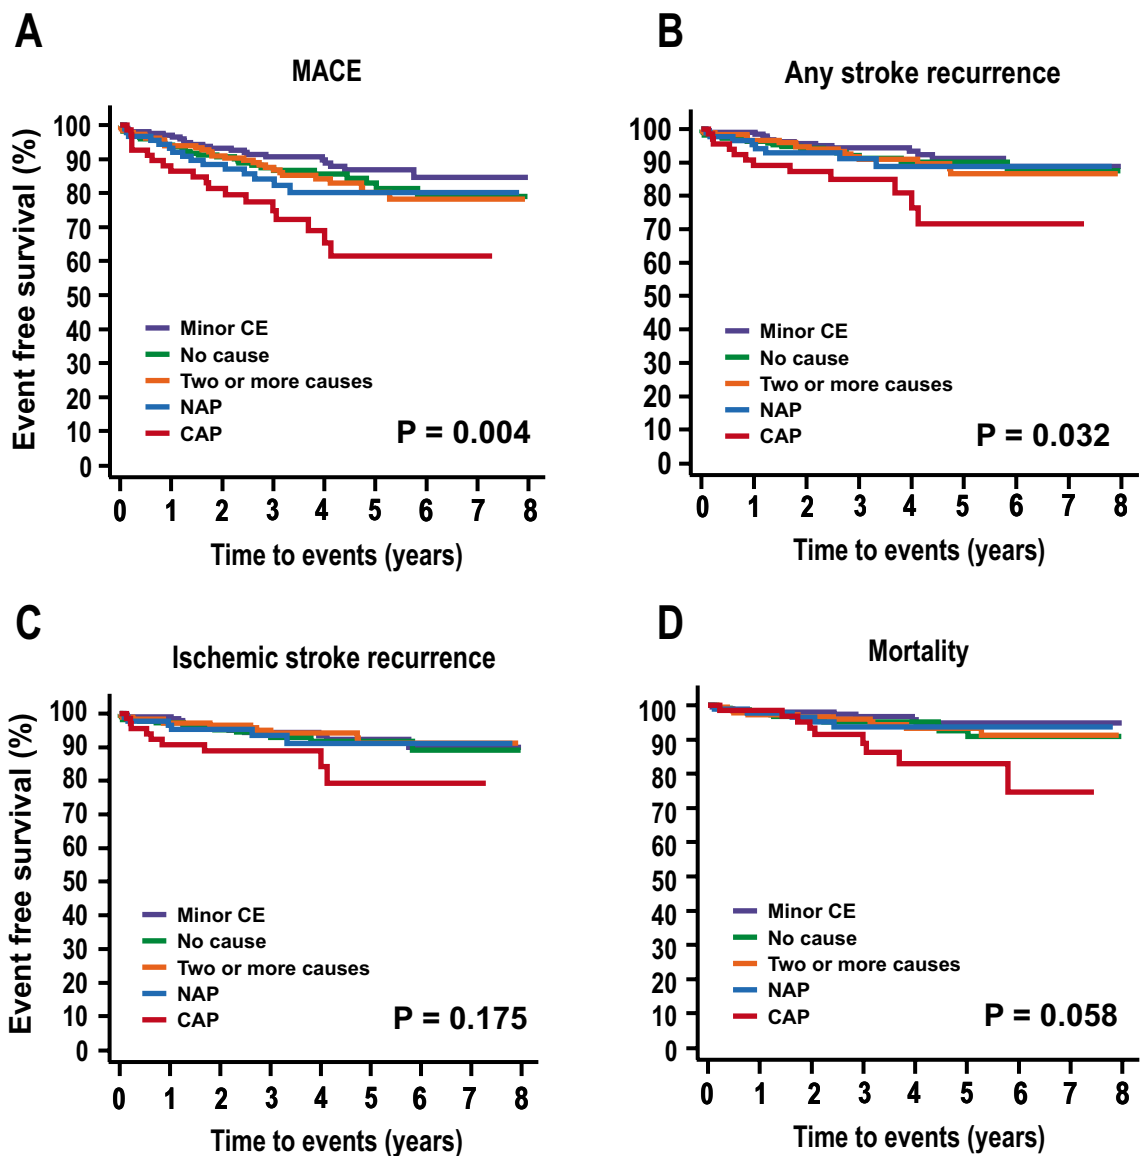 A
MACE
Event free survival (%)
100
90
80
70
60
50
40
30
20
10
0
Minor CE
No cause
Two or more causes
NAP
CAP
P = 0.004
0 1 2 3 4 5 6 7 8
Time to events (years)
B
Any stroke recurrence
100
90
80
70
60
50
40
30
20
10
0
Minor CE
No cause
Two or more causes
NAP
CAP
P = 0.032
0 1 2 3 4 5 6 7 8
Time to events (years)
C
Ischemic stroke recurrence
Event free survival (%)
100
90
80
70
60
50
40
30
20
10
0
Minor CE
No cause
Two or more causes
NAP
CAP
P = 0.175
0 1 2 3 4 5 6 7 8
Time to events (years)
D
Mortality
100
90
80
70
60
50
40
30
20
10
0
Minor CE
No cause
Two or more causes
NAP
CAP
P = 0.058
0 1 2 3 4 5 6 7 8
Time to events (years)